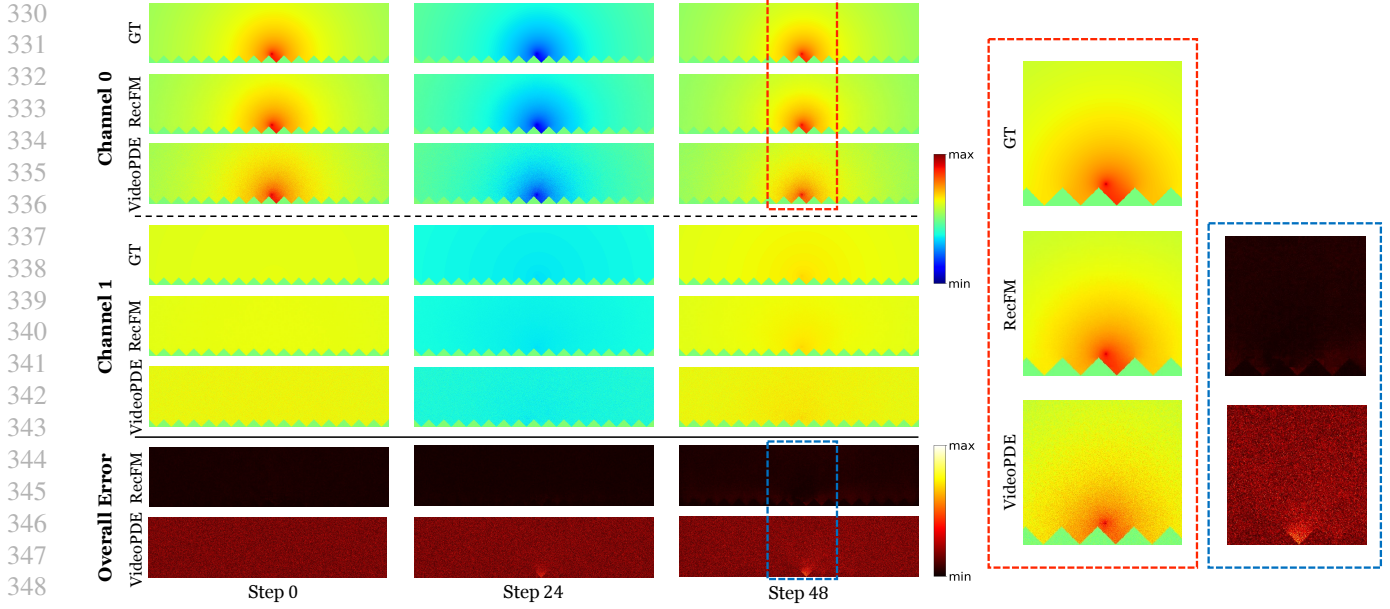 330
331
332
333
334
335
336
337
338
339
340
341
342
343
344
345
346
347
348
Channel 0
GT
RecFM
VideoPDE
Channel 1
GT
RecFM
VideoPDE
Overall Error
RecFM
VideoPDE
Step 0
Step 24
Step 48
max
min
max
min
GT
RecFM
VideoPDE